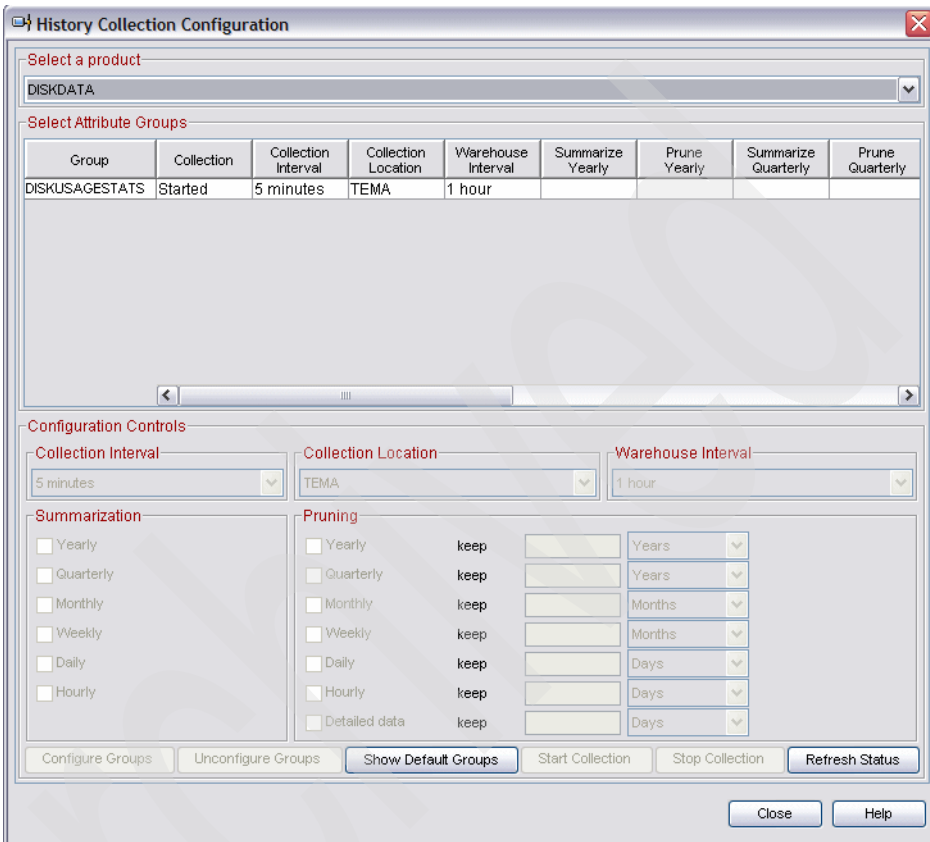 History Collection Configuration
Select a product
DISKDATA
Select Attribute Groups
Group Collection Collection Interval Collection Location Warehouse Interval Summarize Yearly Prune Yearly Summarize Quarterly Prune Quarterly
DISKUSAGESTATS Started 5 minutes TEMA 1 hour
Configuration Controls
Collection Interval Collection Location Warehouse Interval
5 minutes TEMA 1 hour
Summarization Pruning
Yearly Yearly keep Years
Quarterly Quarterly keep Years
Monthly Monthly keep Months
Weekly Weekly keep Months
Daily Daily keep Days
Hourly Hourly keep Days
Detailed data keep Days
Configure Groups Unconfigure Groups Show Default Groups Start Collection Stop Collection Refresh Status
Close Help